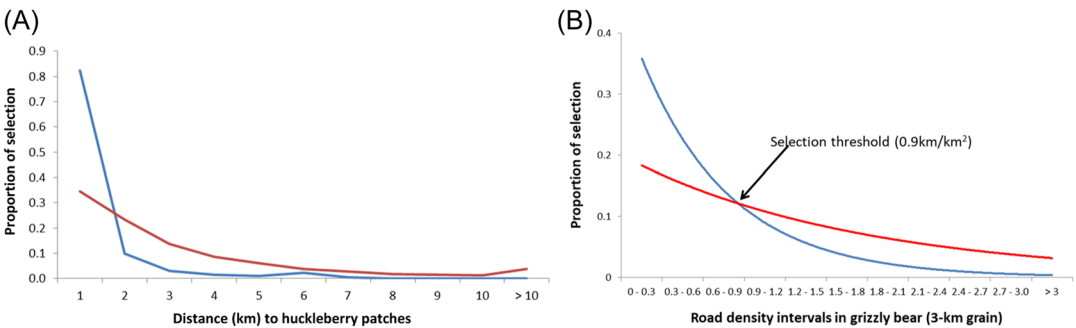 (A)
0.9
0.8
0.7
0.6
0.5
0.4
0.3
0.2
0.1
0.0
Proportion of selection
1 2 3 4 5 6 7 8 9 10 > 10
Distance (km) to huckleberry patches
(B)
0.4
0.3
0.2
0.1
0
Proportion of selection
Selection threshold (0.9km/km²)
0 - 0.3 0.3 - 0.6 0.6 - 0.9 0.9 - 1.2 1.2 - 1.5 1.5 - 1.8 1.8 - 2.1 2.1 - 2.4 2.4 - 2.7 2.7 - 3.0 > 3
Road density intervals in grizzly bear (3-km grain)